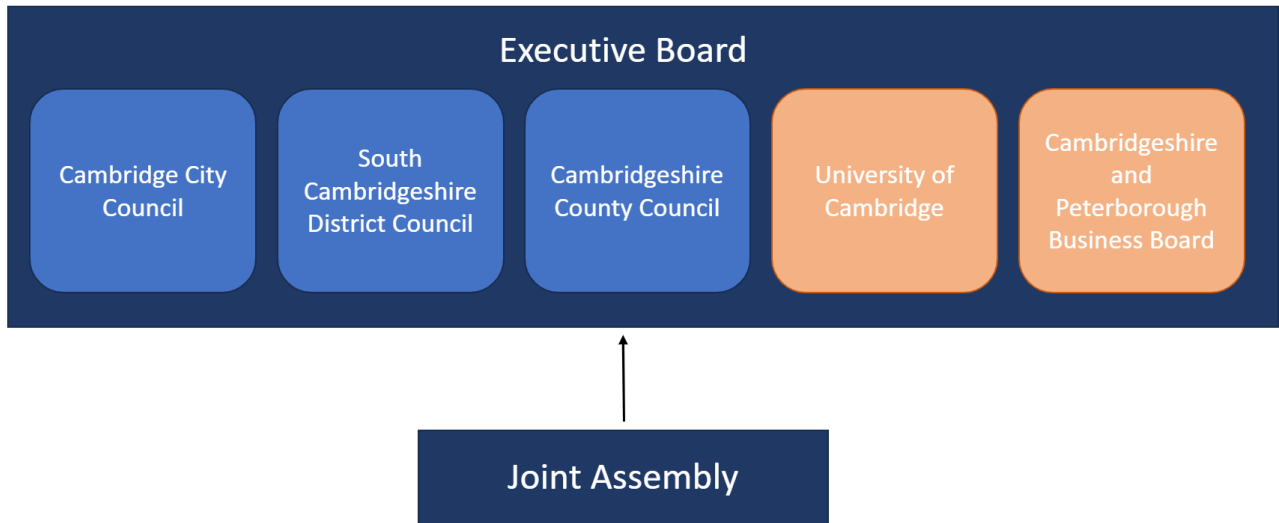 Executive Board
Cambridge City
Council
South
Cambridgeshire
District Council
Cambridgeshire
County Council
University of
Cambridge
Cambridgeshire
and
Peterborough
Business Board
Joint Assembly